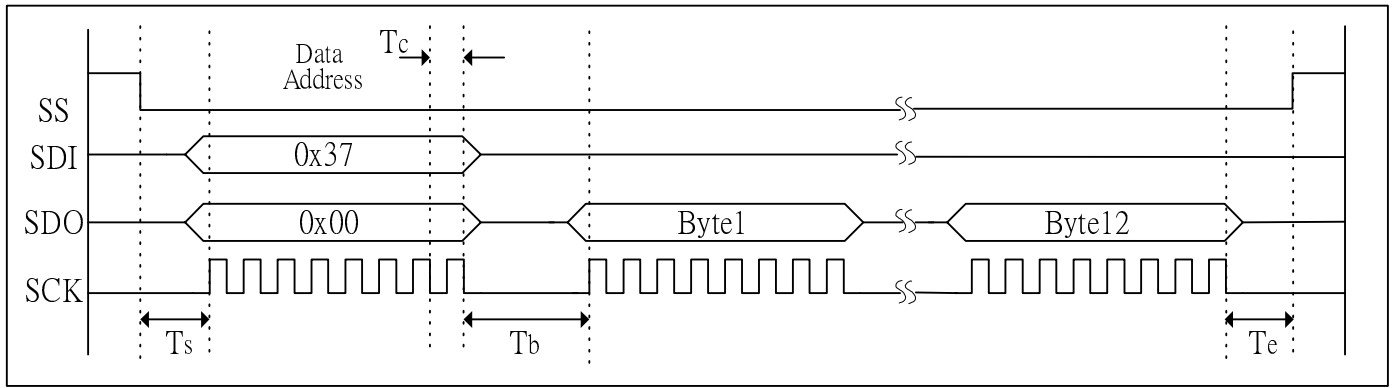 Data
Address
Tc
SS
SDI
0x37
SDO
0x00
Byte1
Byte12
SCK
Ts
Tb
Te